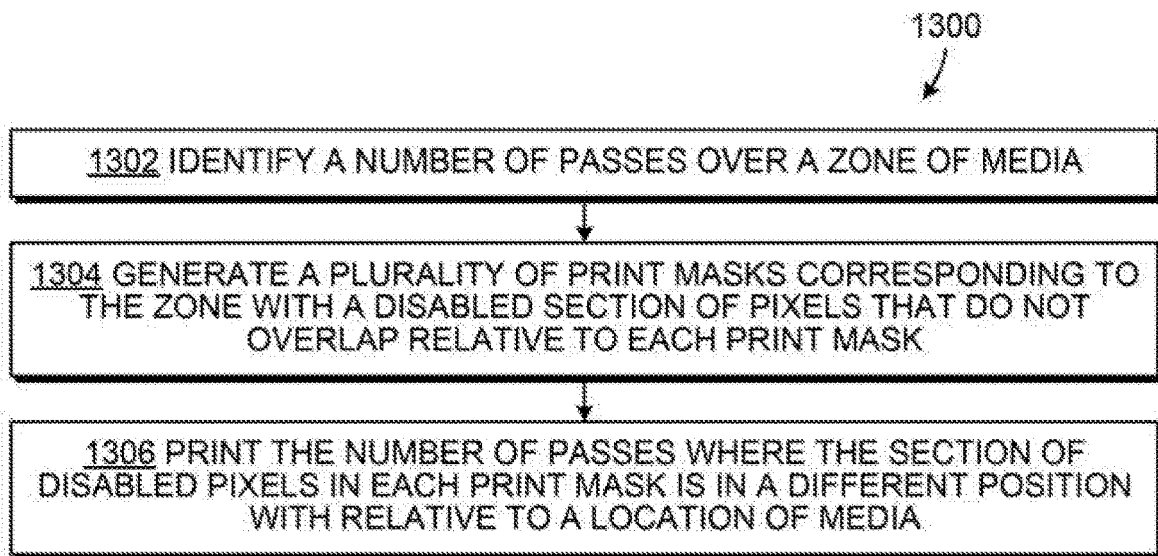 1300
1302 IDENTIFY A NUMBER OF PASSES OVER A ZONE OF MEDIA
1304 GENERATE A PLURALITY OF PRINT MASKS CORRESPONDING TO
THE ZONE WITH A DISABLED SECTION OF PIXELS THAT DO NOT
OVERLAP RELATIVE TO EACH PRINT MASK
1306 PRINT THE NUMBER OF PASSES WHERE THE SECTION OF
DISABLED PIXELS IN EACH PRINT MASK IS IN A DIFFERENT POSITION
WITH RELATIVE TO A LOCATION OF MEDIA